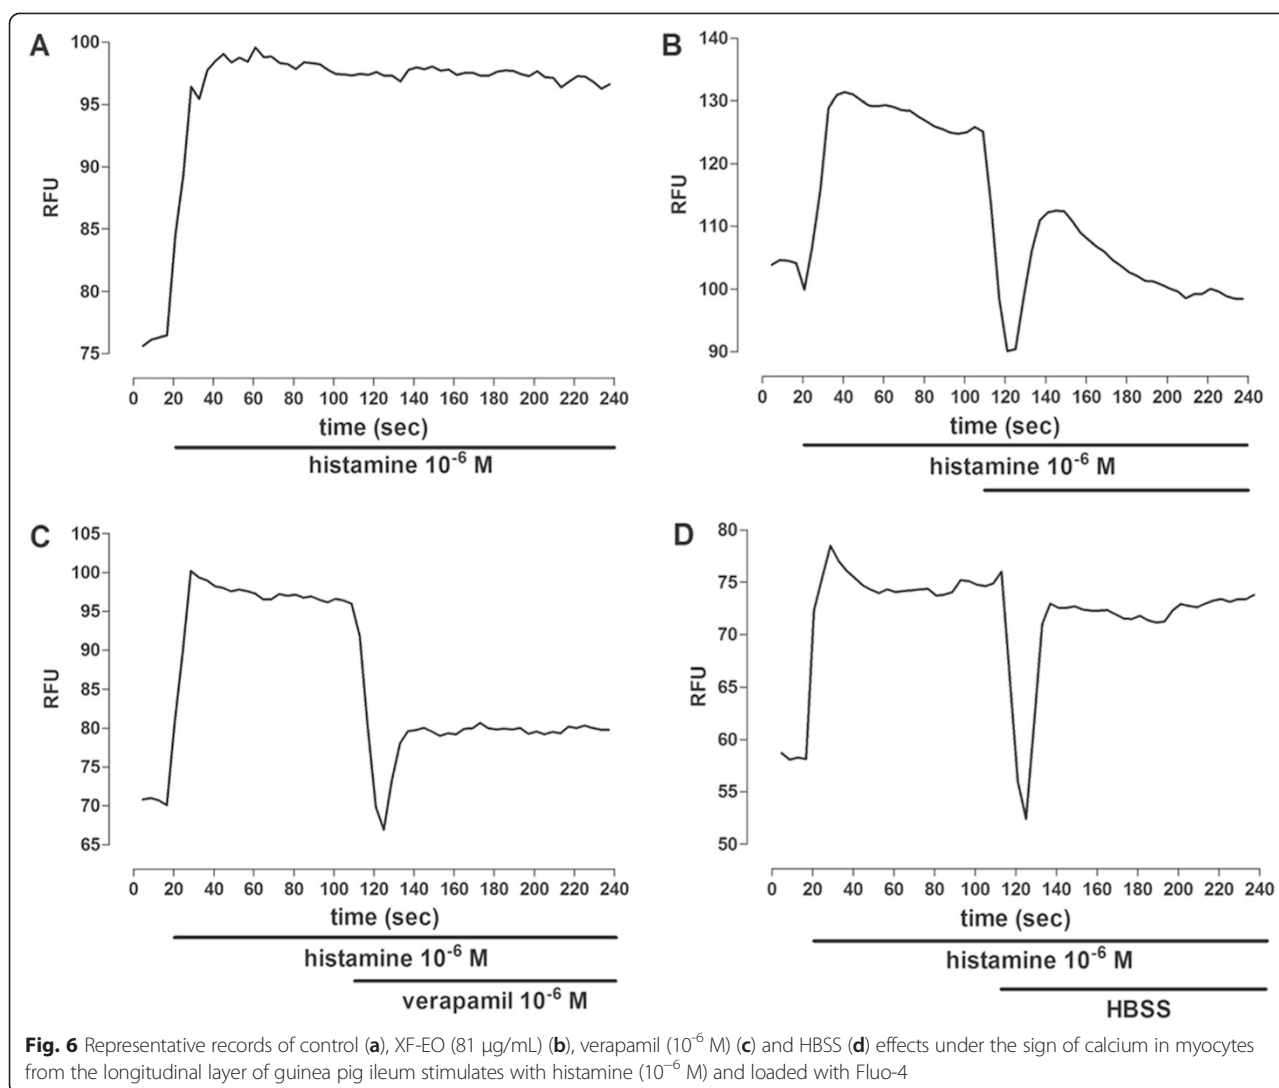 A
100
95
90
85
80
75
RFU
0 20 40 60 80 100 120 140 160 180 200 220 240
time (sec)
histamine 10⁻⁶ M
B
140
130
120
110
100
90
RFU
0 20 40 60 80 100 120 140 160 180 200 220 240
time (sec)
histamine 10⁻⁶ M
C
105
100
95
90
85
80
75
70
65
RFU
0 20 40 60 80 100 120 140 160 180 200 220 240
time (sec)
histamine 10⁻⁶ M
verapamil 10⁻⁶ M
D
80
75
70
65
60
55
50
RFU
0 20 40 60 80 100 120 140 160 180 200 220 240
time (sec)
histamine 10⁻⁶ M
HBSS
Fig. 6 Representative records of control (a), XF-EO (81 μg/mL) (b), verapamil (10⁻⁶ M) (c) and HBSS (d) effects under the sign of calcium in myocytes
from the longitudinal layer of guinea pig ileum stimulates with histamine (10⁻⁶ M) and loaded with Fluo-4